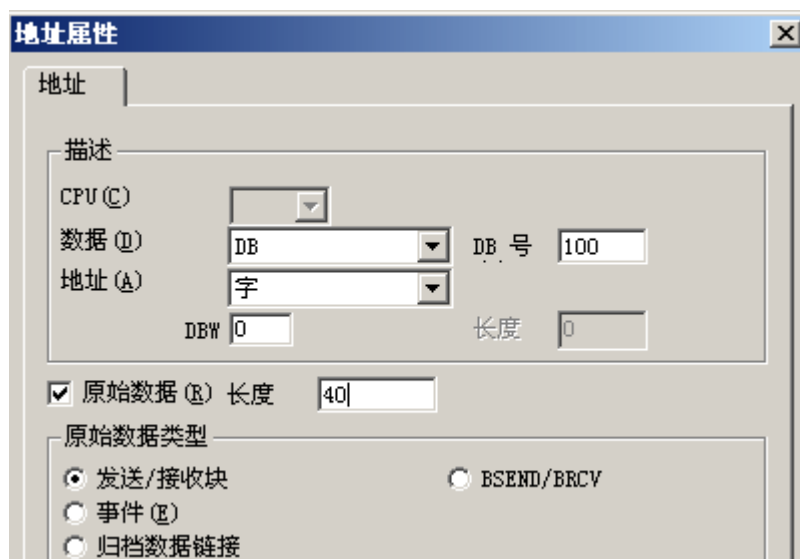 地址属性
地址
描述
CPU(C)
数据(D) DB DB 号 100
地址(A) 字
DBW 0 长度 0
原始数据(R) 长度 40
原始数据类型
发送/接收块 BSEND/BRCV
事件(E)
归档数据链接